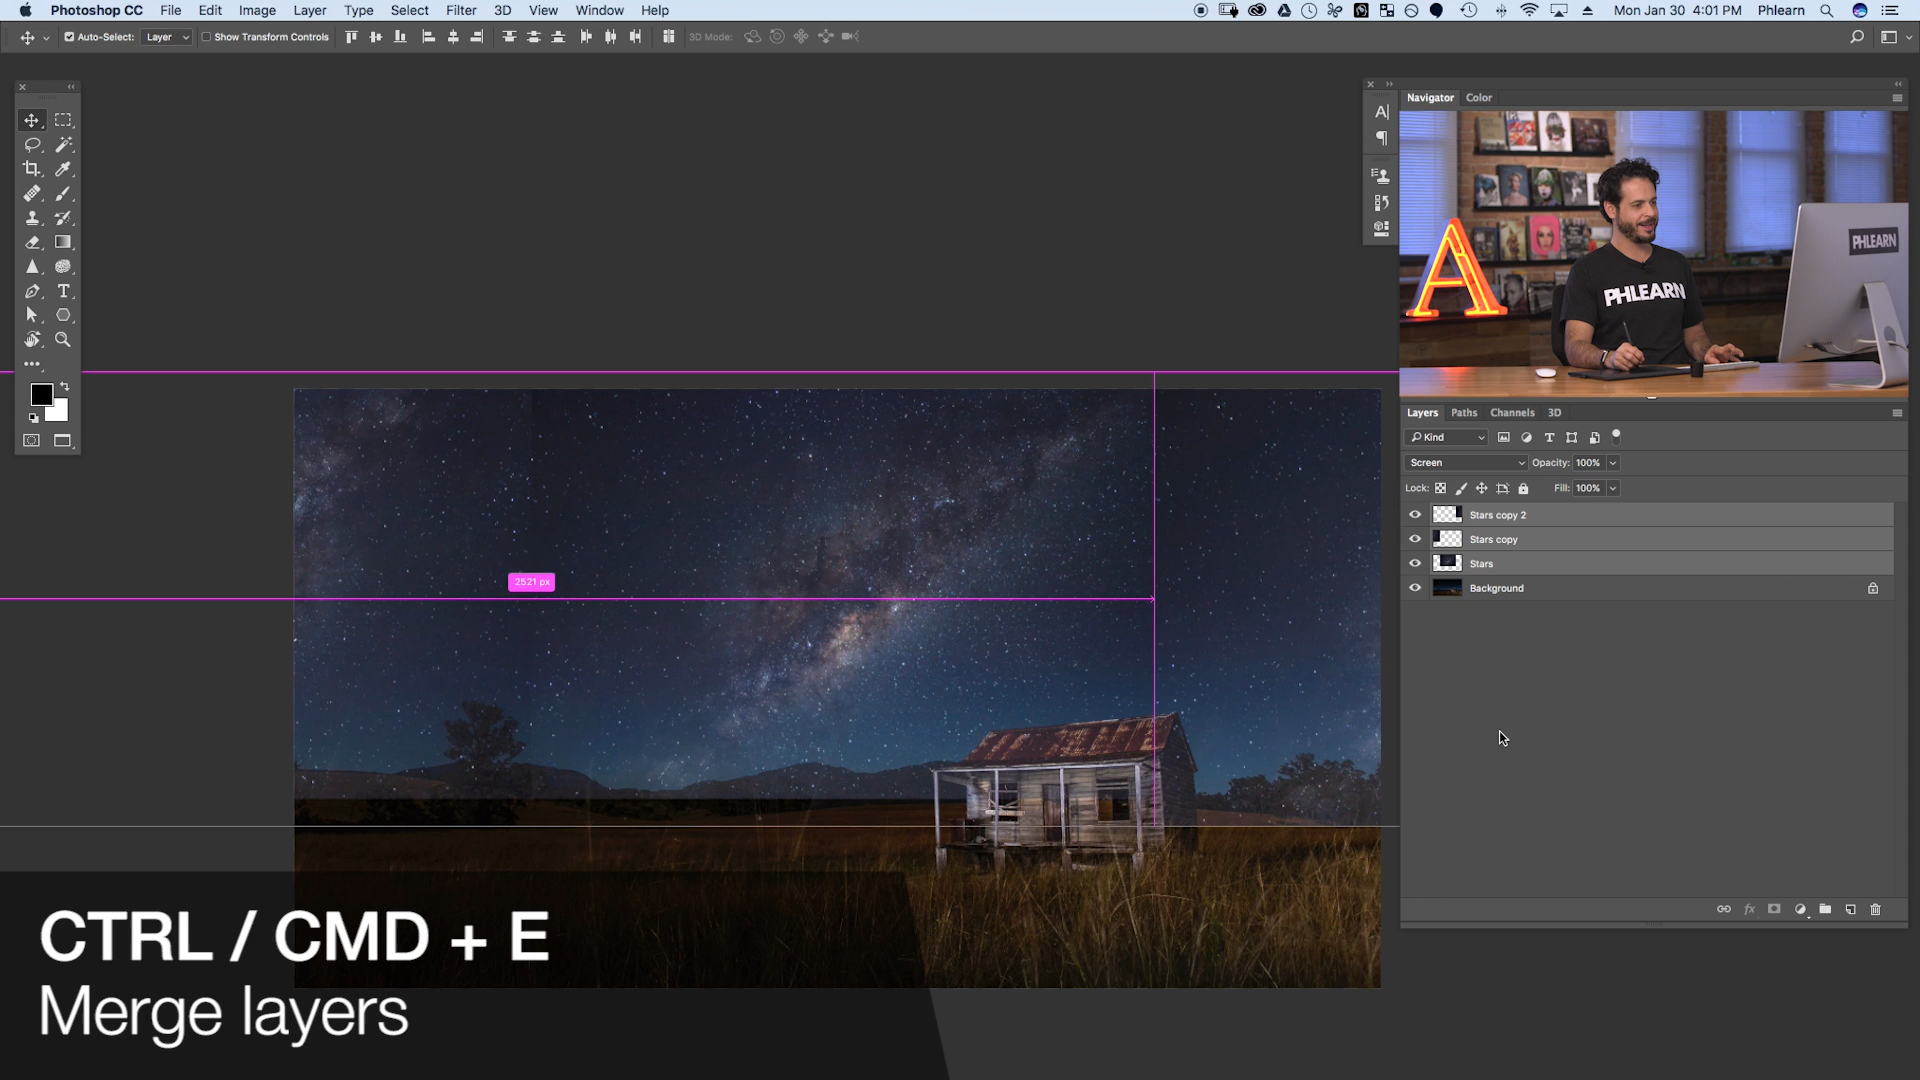 Photoshop CC File Edit Image Layer Type Select Filter 3D View Window Help Mon Jan 30 4:01 PM Phlearn
Auto-Select: Layer Show Transform Controls 3D Mode:
Navigator Color
PHLEARN
PHLEARN
Layers Paths Channels 3D
Kind
Screen Opacity: 100%
Lock: Fill: 100%
Stars copy 2
Stars copy
Stars
Background
2521 px
CTRL / CMD + E
Merge layers